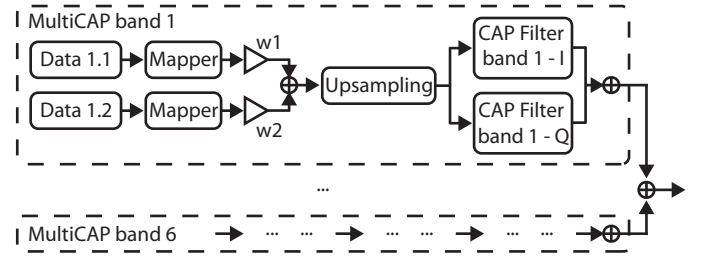 MultiCAP band 1
Data 1.1
Mapper
w1
Data 1.2
Mapper
w2
Upsampling
CAP Filter
band 1 - I
CAP Filter
band 1 - Q
...
MultiCAP band 6
... ... ... ... ... ...